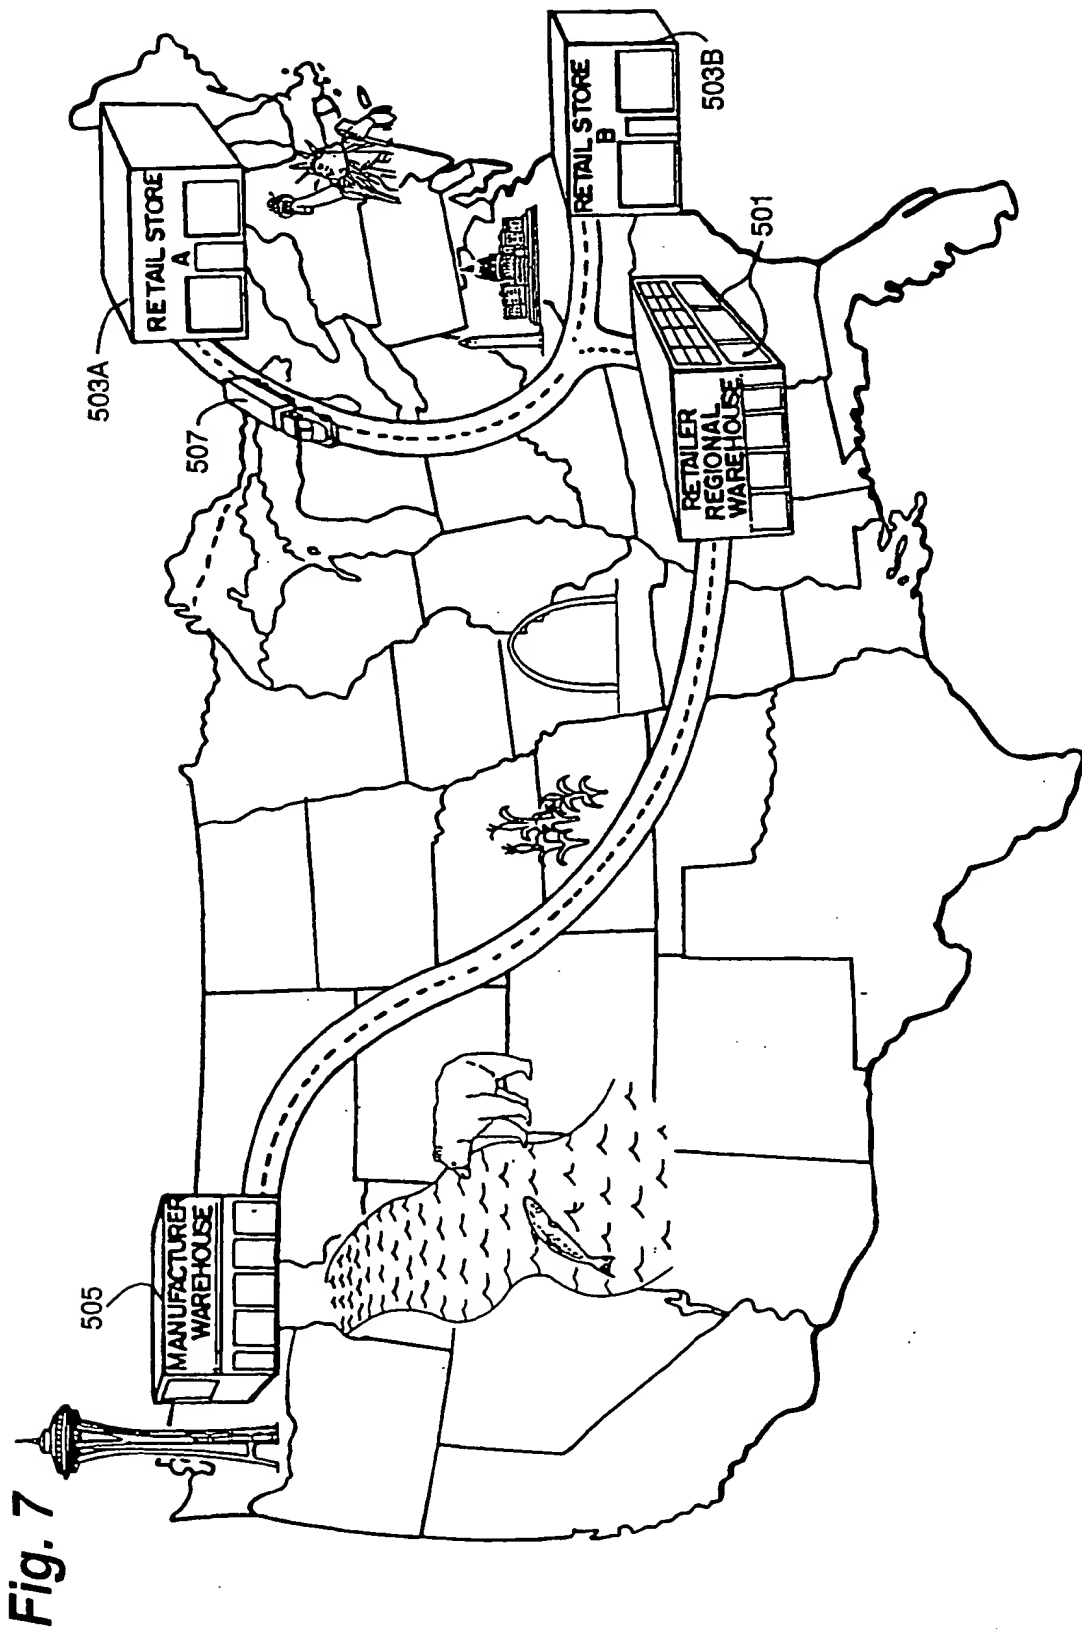 Fig. 7
505
MANUFACTURER
WAREHOUSE
507
503A
RETAIL STORE
A
RETAILER
REGIONAL
WAREHOUSE
501
RETAIL STORE
B
503B